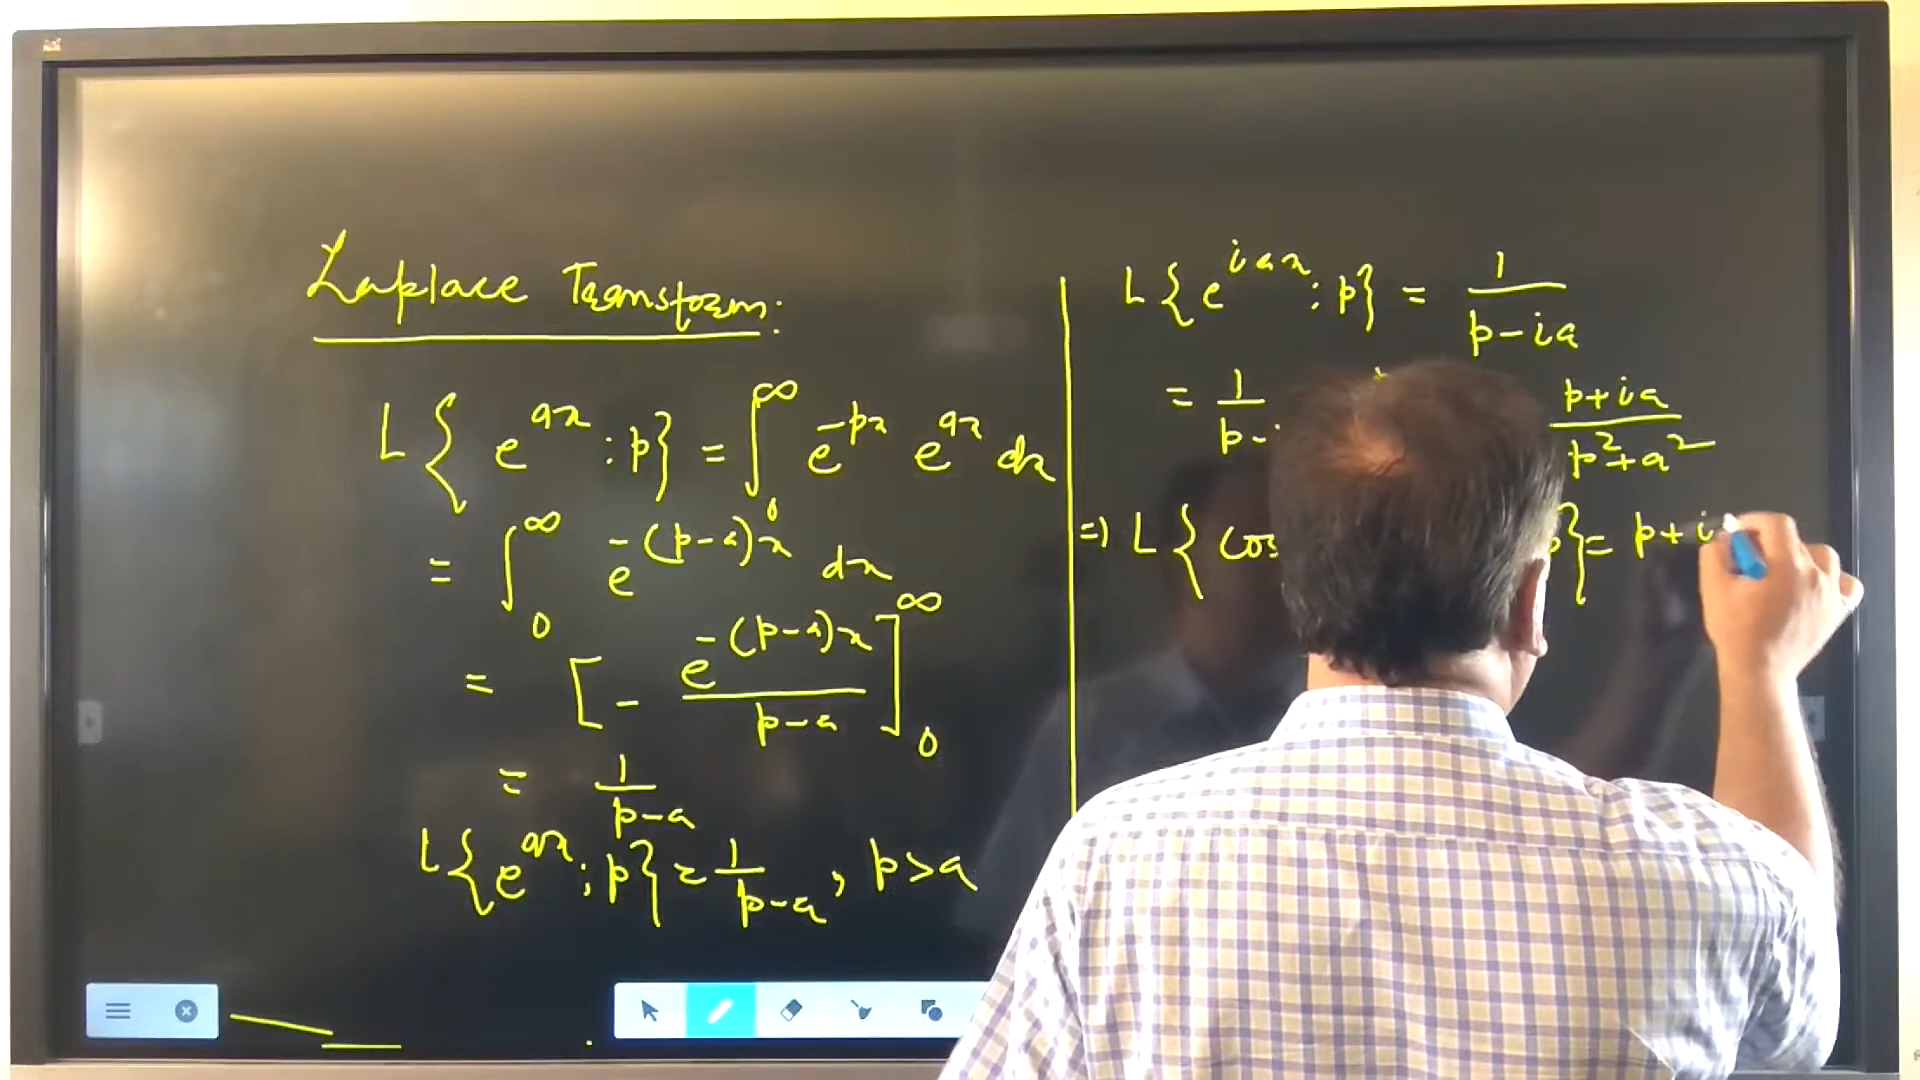 Laplace Transform:
L{e^{ax} : p} = ∫_0^∞ e^{-px} e^{ax} dx
= ∫_0^∞ e^{-(p-a)x} dx
= [- e^{-(p-a)x} / p-a]_0^∞
= 1 / p-a
L{e^{ax} ; p} = 1 / p-a , p>a
L{e^{iax} : p} = 1 / p-ia
= 1 / p- p+ia / p²+a²
=) L{cos p} = p+i